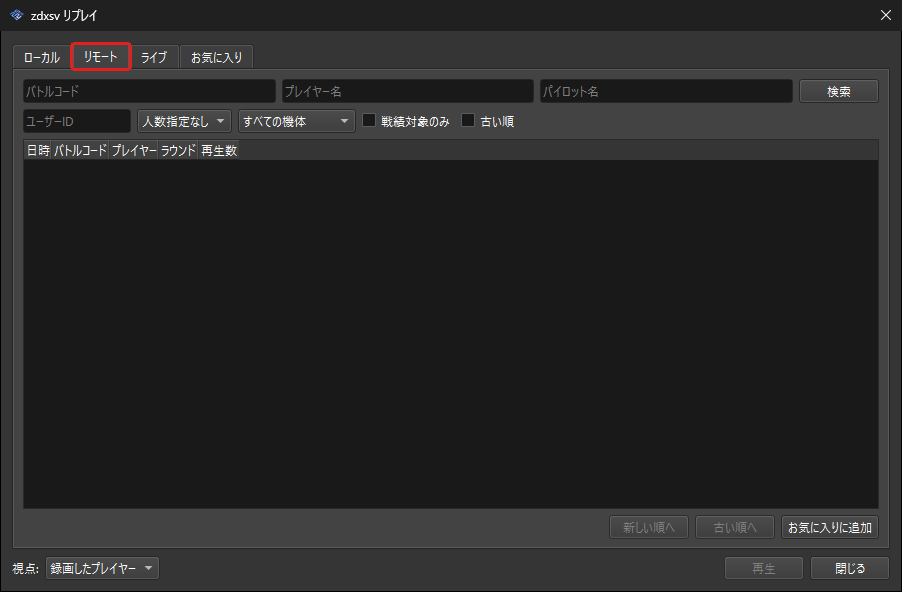 zdxsv リプレイ
ローカル リモート ライブ お気に入り
バトルコード プレイヤー名 パイロット名 検索
ユーザーID 人数指定なし すべての機体 戦績対象のみ 古い順
日時 バトルコード プレイヤー ラウンド 再生数
新しい順へ 古い順へ お気に入りに追加
視点: 録画したプレイヤー 再生 閉じる